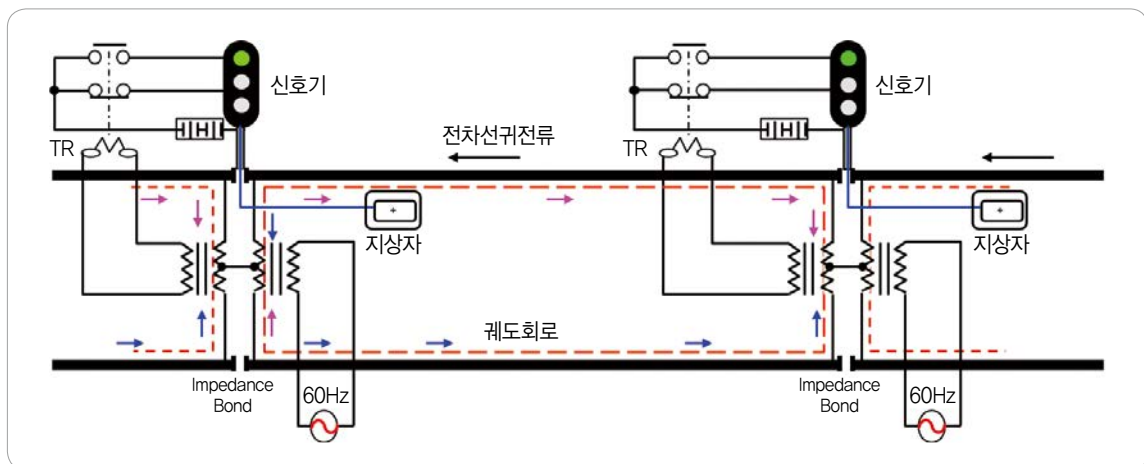 신호기
TR
전차선귀전류
지상자
궤도회로
Impedance
Bond
60Hz
신호기
TR
지상자
Impedance
Bond
60Hz